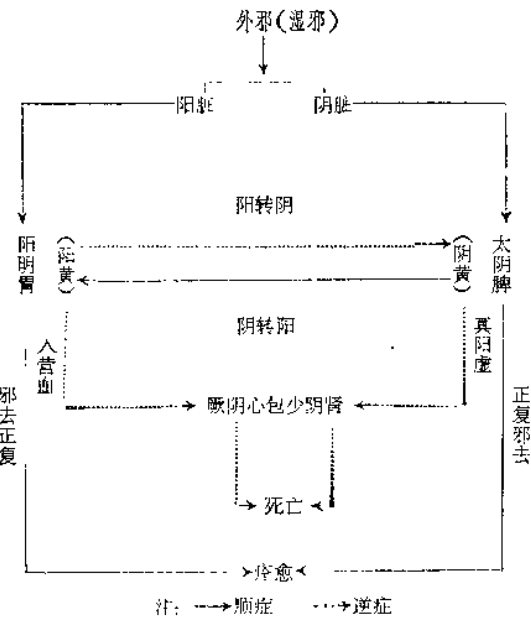 外邪(湿邪)
阳脏 阴脏
阳转阴
阳明胃 (阳黄) (阴黄) 太阴脾
阴转阳
入营血 真阳虚
邪去正复 厥阴心包少阴肾 正复邪去
死亡
痊愈
注: 顺症 逆症